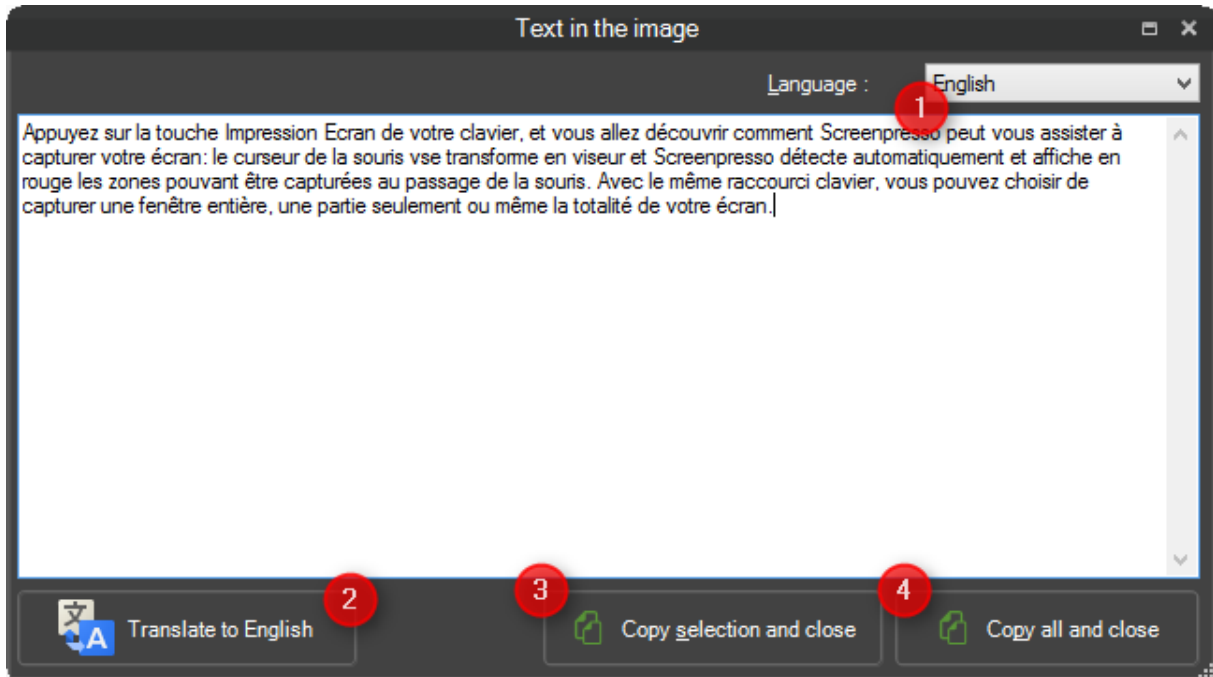 Text in the image
Language :
English
1
Appuyez sur la touche Impression Ecran de votre clavier, et vous allez découvrir comment Screenpresso peut vous assister à
capturer votre écran: le curseur de la souris vse transforme en viseur et Screenpresso détecte automatiquement et affiche en
rouge les zones pouvant être capturées au passage de la souris. Avec le même raccourci clavier, vous pouvez choisir de
capturer une fenêtre entière, une partie seulement ou même la totalité de votre écran.
2
3
4
Translate to English
Copy selection and close
Copy all and close